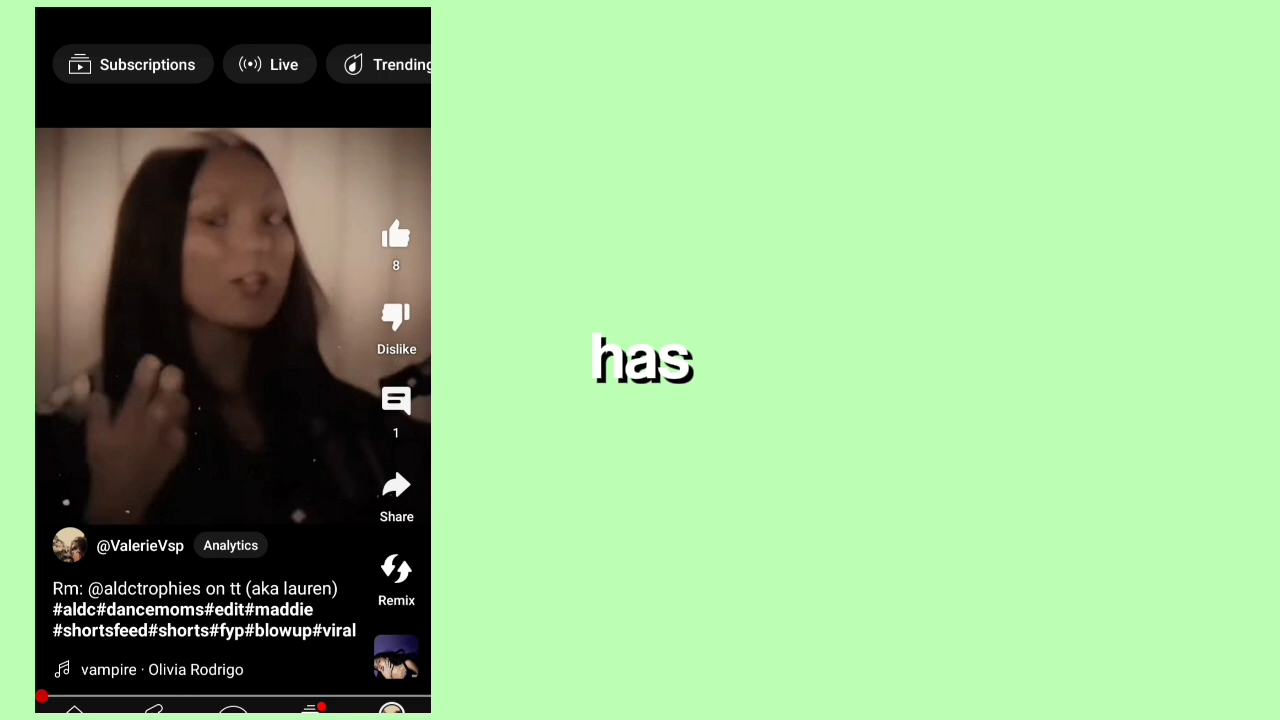 Subscriptions
Live
Trending
8
Dislike
1
Share
Remix
@ValerieVsp
Analytics
Rm: @aldctrophies on tt (aka lauren)
#aldc#dancemoms#edit#maddie
#shortsfeed#shorts#fyp#blowup#viral
vampire · Olivia Rodrigo
has